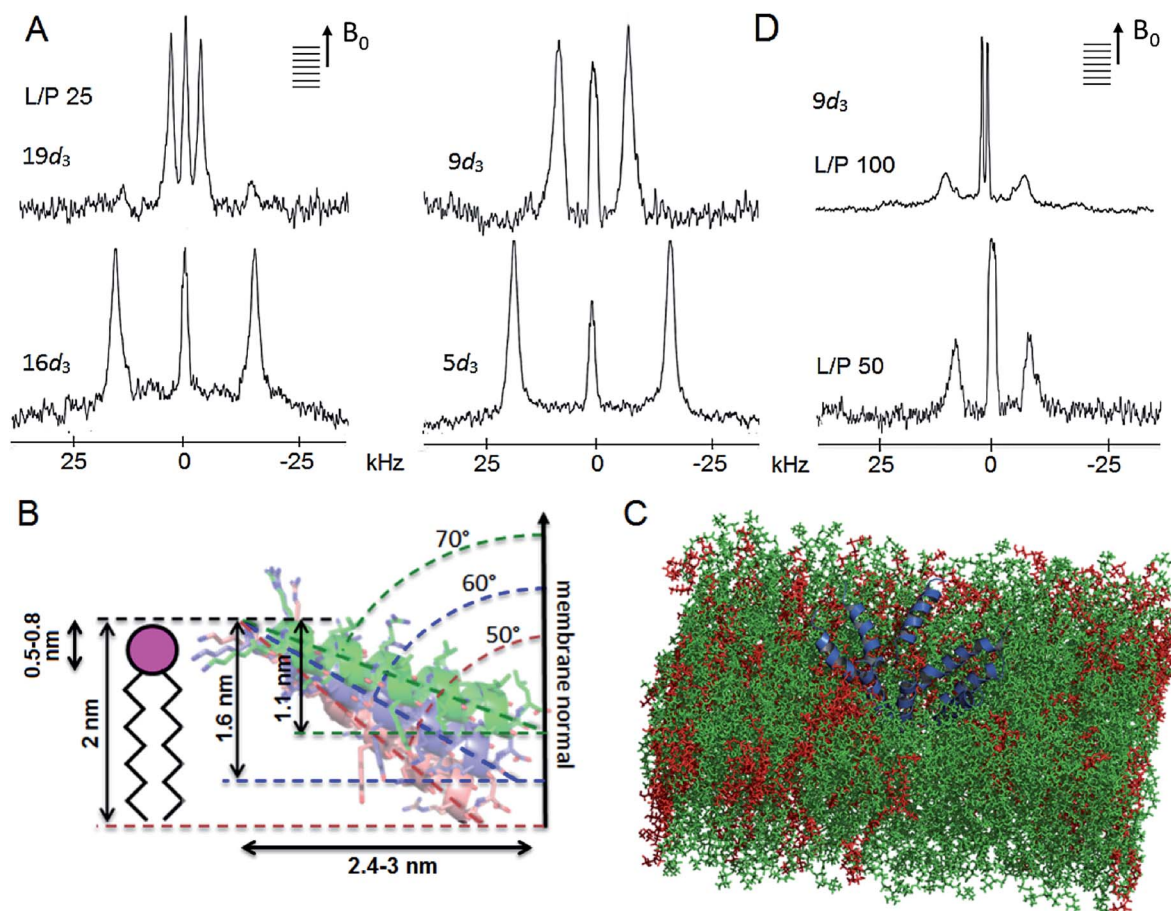 A
B₀
L/P 25
19d₃
16d₃
25 0 -25 kHz
9d₃
5d₃
25 0 -25
D
B₀
9d₃
L/P 100
L/P 50
25 0 -25
B
0.5-0.8
nm
2 nm
1.6 nm
1.1 nm
70°
60°
50°
membrane normal
2.4-3 nm
C
kHz